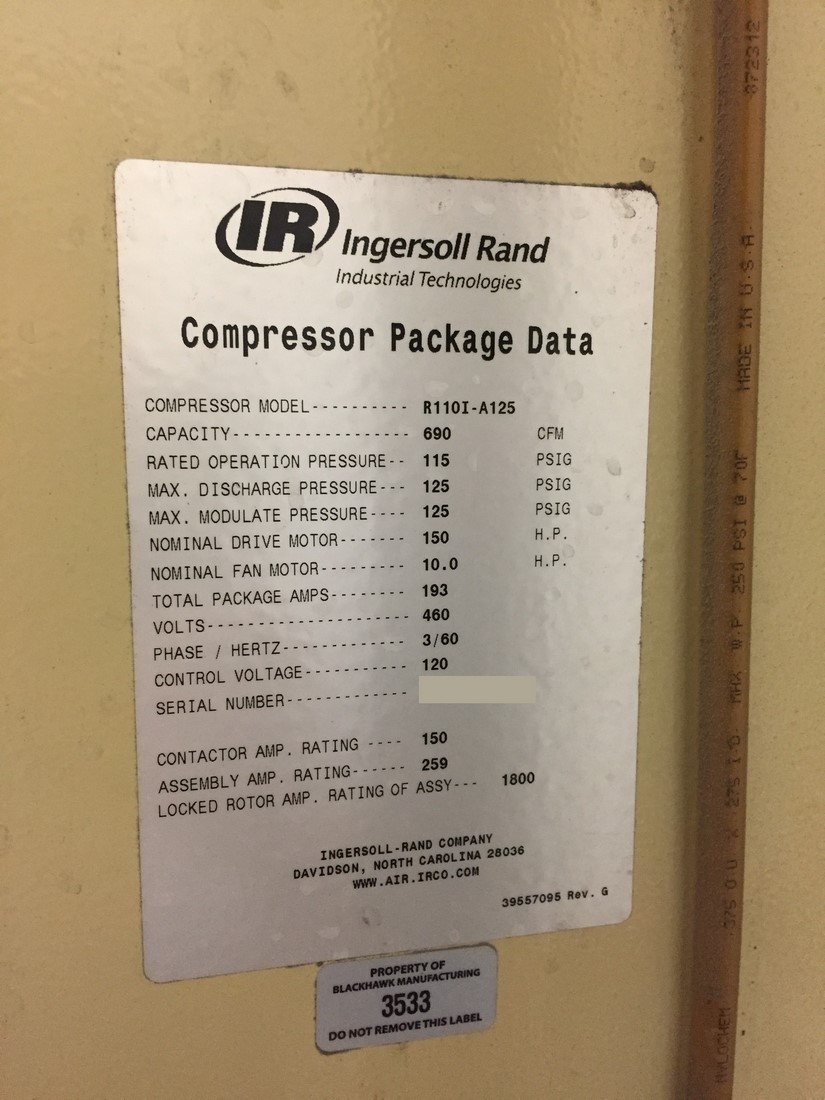 IR Ingersoll Rand
Industrial Technologies
Compressor Package Data
COMPRESSOR MODEL---------- R110I-A125
CAPACITY------------------ 690 CFM
RATED OPERATION PRESSURE-- 115 PSIG
MAX. DISCHARGE PRESSURE--- 125 PSIG
MAX. MODULATE PRESSURE---- 125 PSIG
NOMINAL DRIVE MOTOR------- 150 H.P.
NOMINAL FAN MOTOR--------- 10.0 H.P.
TOTAL PACKAGE AMPS-------- 193
VOLTS--------------------- 460
PHASE / HERTZ------------- 3/60
CONTROL VOLTAGE----------- 120
SERIAL NUMBER-------------
CONTACTOR AMP. RATING ---- 150
ASSEMBLY AMP. RATING------ 259
LOCKED ROTOR AMP. RATING OF ASSY--- 1800
INGERSOLL-RAND COMPANY
DAVIDSON, NORTH CAROLINA 28036
WWW.AIR.IRCO.COM
39557095 Rev. G
PROPERTY OF
BLACKHAWK MANUFACTURING
3533
DO NOT REMOVE THIS LABEL
NYLOCHEM .375 O.D X .275 I.D MAX W.P. 250 PSI @ 70F MADE IN U.S.A. 872312